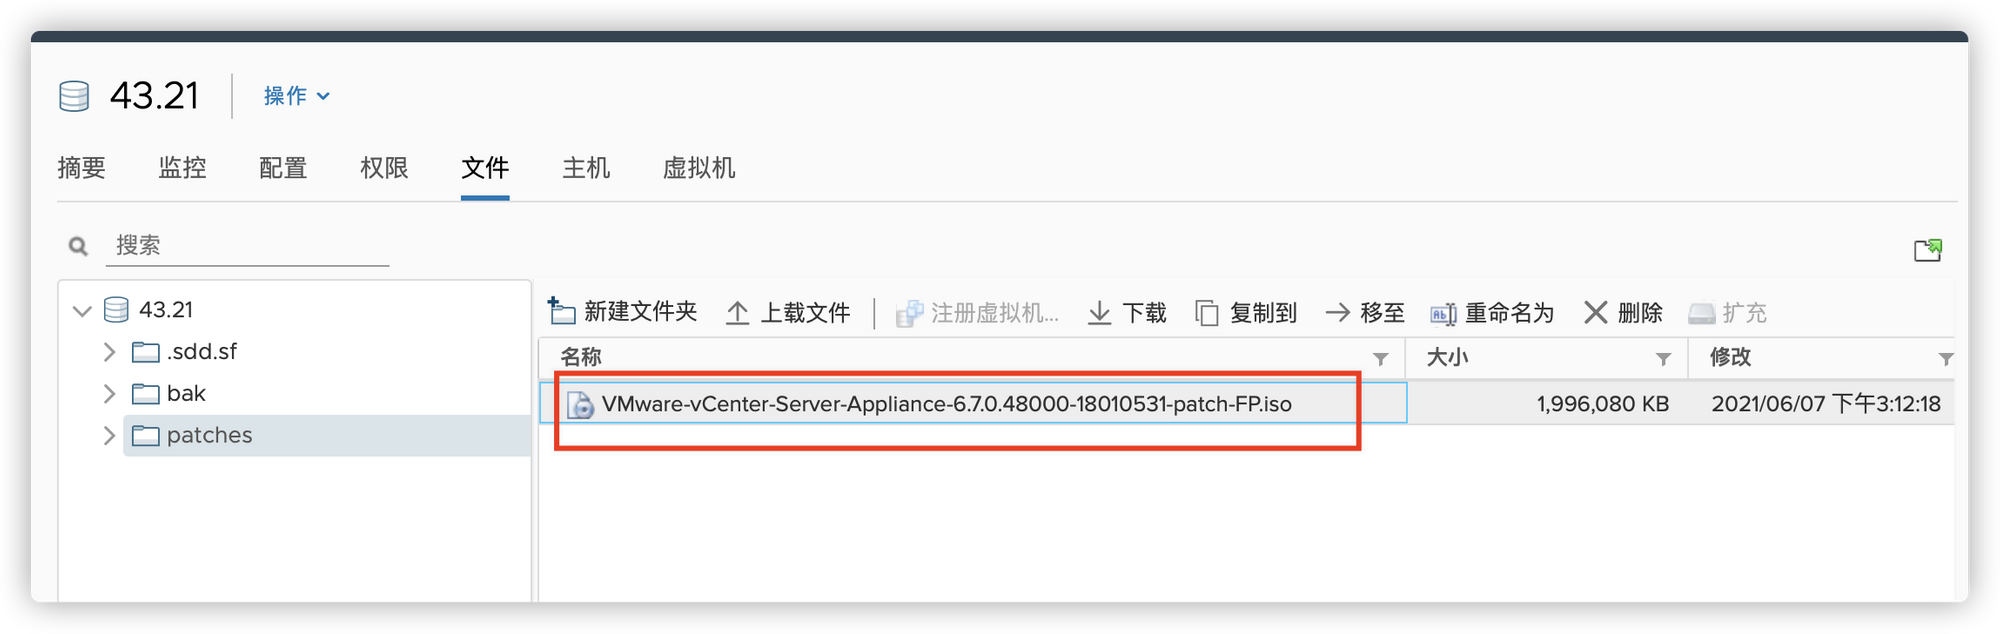 43.21 操作
摘要 监控 配置 权限 文件 主机 虚拟机
搜索
43.21
.sdd.sf
bak
patches
新建文件夹 上载文件 注册虚拟机... 下载 复制到 移至 重命名为 删除 扩充
名称 大小 修改
VMware-vCenter-Server-Appliance-6.7.0.48000-18010531-patch-FP.iso 1,996,080 KB 2021/06/07 下午3:12:18